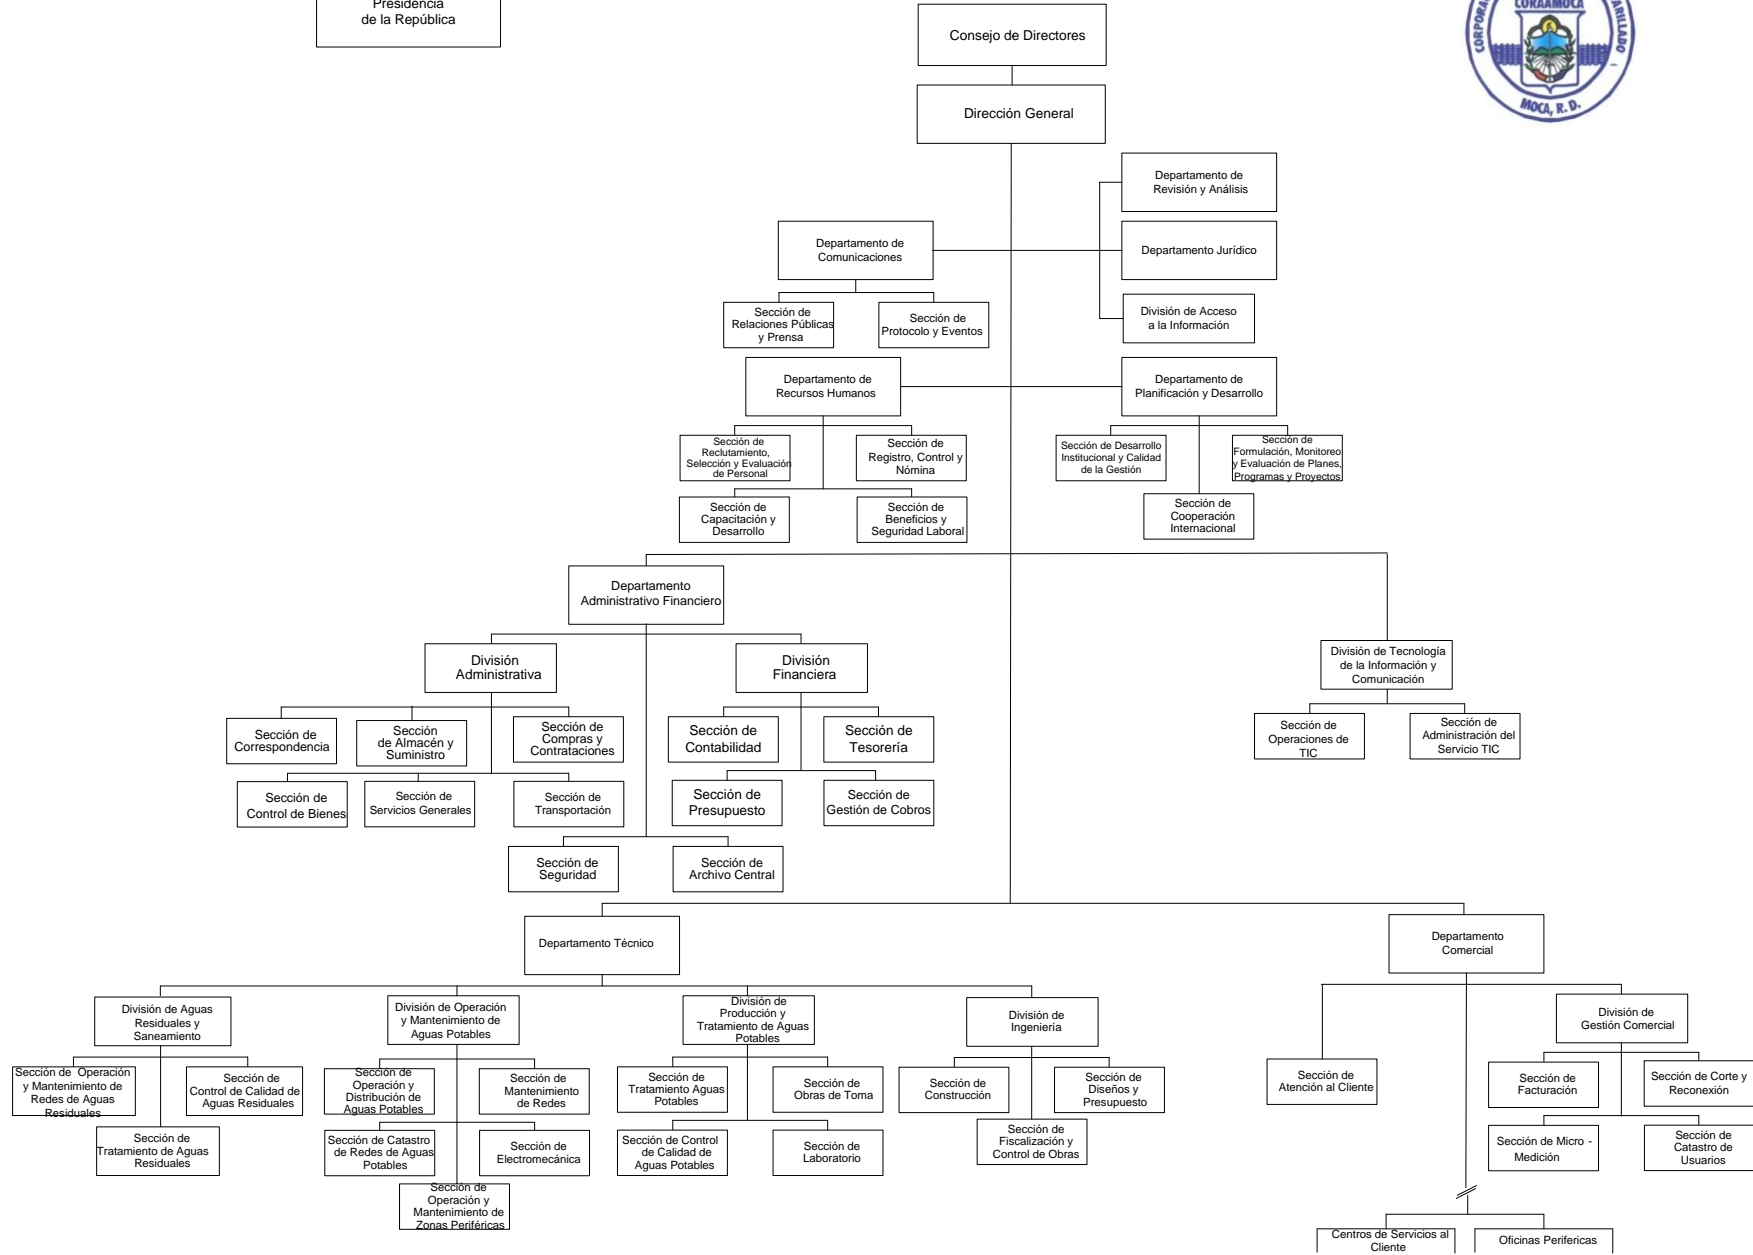 Presidencia
de la República
Consejo de Directores
CORAAMOCA
MOCA, R. D.
Dirección General
Departamento de
Revisión y Análisis
Departamento de
Comunicaciones
Departamento Jurídico
Sección de
Relaciones Públicas
y Prensa
Sección de
Protocolo y Eventos
División de Acceso
a la Información
Departamento de
Recursos Humanos
Departamento de
Planificación y Desarrollo
Sección de
Reclutamiento,
Selección y Evaluación
de Personal
Sección de
Registro, Control y
Nómina
Sección de Desarrollo
Institucional y Calidad
de la Gestión
Sección de
Formulación, Monitoreo
y Evaluación de Planes,
Programas y Proyectos
Sección de
Capacitación y
Desarrollo
Sección de
Beneficios y
Seguridad Laboral
Sección de
Cooperación
Internacional
Departamento
Administrativo Financiero
División
Administrativa
División
Financiera
División de Tecnología
de la Información y
Comunicación
Sección de
Correspondencia
Sección
de Almacén y
Suministro
Sección de
Compras y
Contrataciones
Sección de
Contabilidad
Sección de
Tesorería
Sección de
Operaciones de
TIC
Sección de
Administración del
Servicio TIC
Sección de
Control de Bienes
Sección de
Servicios Generales
Sección de
Transportación
Sección de
Presupuesto
Sección de
Gestión de Cobros
Sección de
Seguridad
Sección de
Archivo Central
Departamento Técnico
Departamento
Comercial
División de Aguas
Residuales y
Saneamiento
División de Operación
y Mantenimiento de
Aguas Potables
División de
Producción y
Tratamiento de Aguas
Potables
División de
Ingeniería
División de
Gestión Comercial
Sección de Operación
y Mantenimiento de
Redes de Aguas
Residuales
Sección de
Control de Calidad de
Aguas Residuales
Sección de
Operación y
Distribución de
Aguas Potables
Sección de
Mantenimiento
de Redes
Sección de
Tratamiento Aguas
Potables
Sección de
Obras de Toma
Sección de
Construcción
Sección de
Diseños y
Presupuesto
Sección de
Atención al Cliente
Sección de
Facturación
Sección de Corte y
Reconexión
Sección de
Tratamiento de Aguas
Residuales
Sección de Catastro
de Redes de Aguas
Potables
Sección de
Electromecánica
Sección de Control
de Calidad de
Aguas Potables
Sección de
Laboratorio
Sección de
Fiscalización y
Control de Obras
Sección de Micro -
Medición
Sección de
Catastro de
Usuarios
Sección de
Operación y
Mantenimiento de
Zonas Periféricas
Centros de Servicios al
Cliente
Oficinas Perifericas